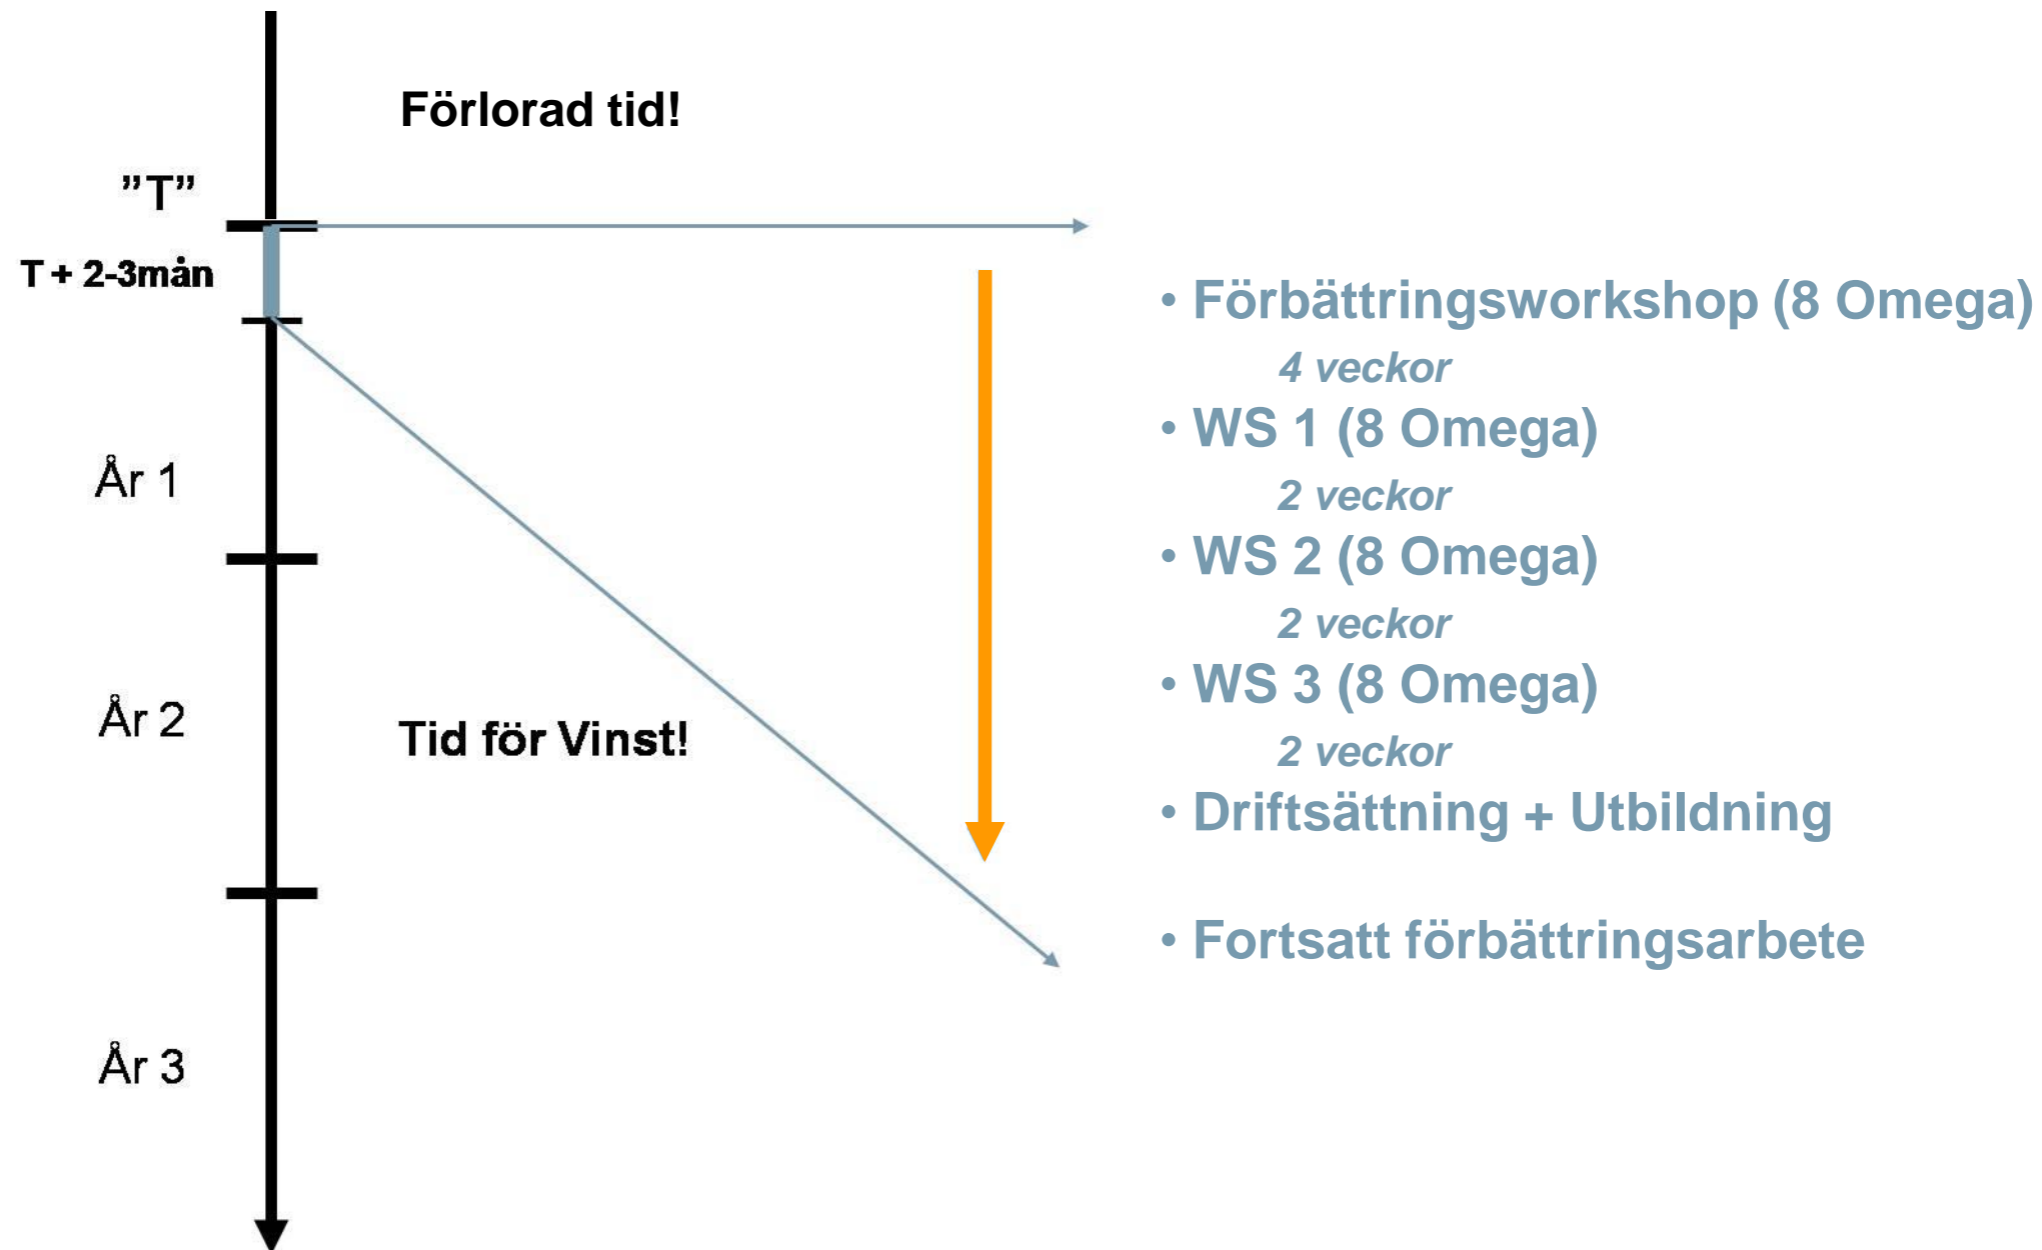 Förlorad tid!
”T”
T + 2-3mån
År 1
År 2
Tid för Vinst!
År 3
• Förbättringsworkshop (8 Omega)
4 veckor
• WS 1 (8 Omega)
2 veckor
• WS 2 (8 Omega)
2 veckor
• WS 3 (8 Omega)
2 veckor
• Driftsättning + Utbildning
• Fortsatt förbättringsarbete